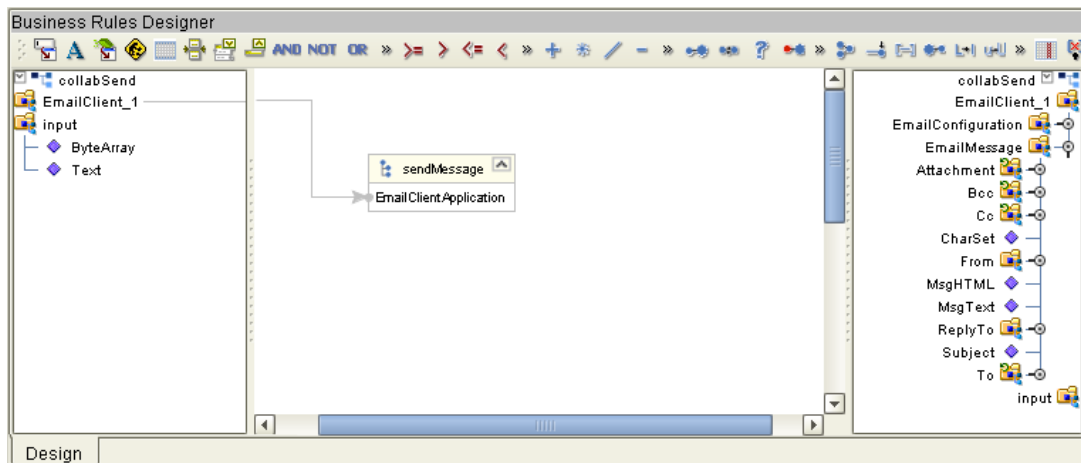 Business Rules Designer
A AND NOT OR » >= > <= < » + * / - » ? » »
collabSend
EmailClient_1
input
ByteArray
Text
sendMessage
EmailClientApplication
collabSend
EmailClient_1
EmailConfiguration
EmailMessage
Attachment
Bcc
Cc
CharSet
From
MsgHTML
MsgText
ReplyTo
Subject
To
input
Design